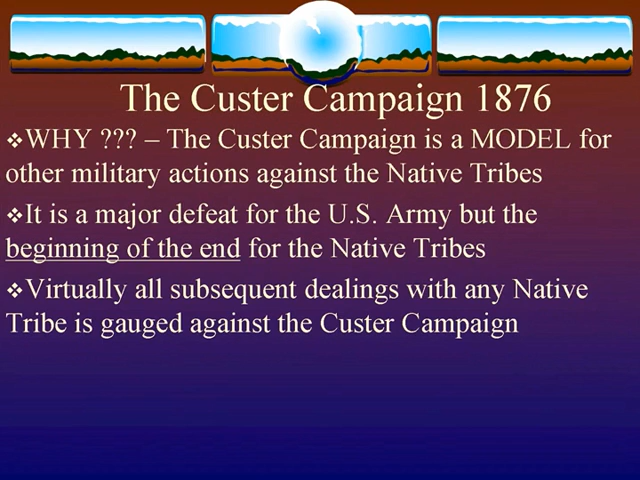 The Custer Campaign 1876
❖WHY ??? – The Custer Campaign is a MODEL for
other military actions against the Native Tribes
❖It is a major defeat for the U.S. Army but the
beginning of the end for the Native Tribes
❖Virtually all subsequent dealings with any Native
Tribe is gauged against the Custer Campaign